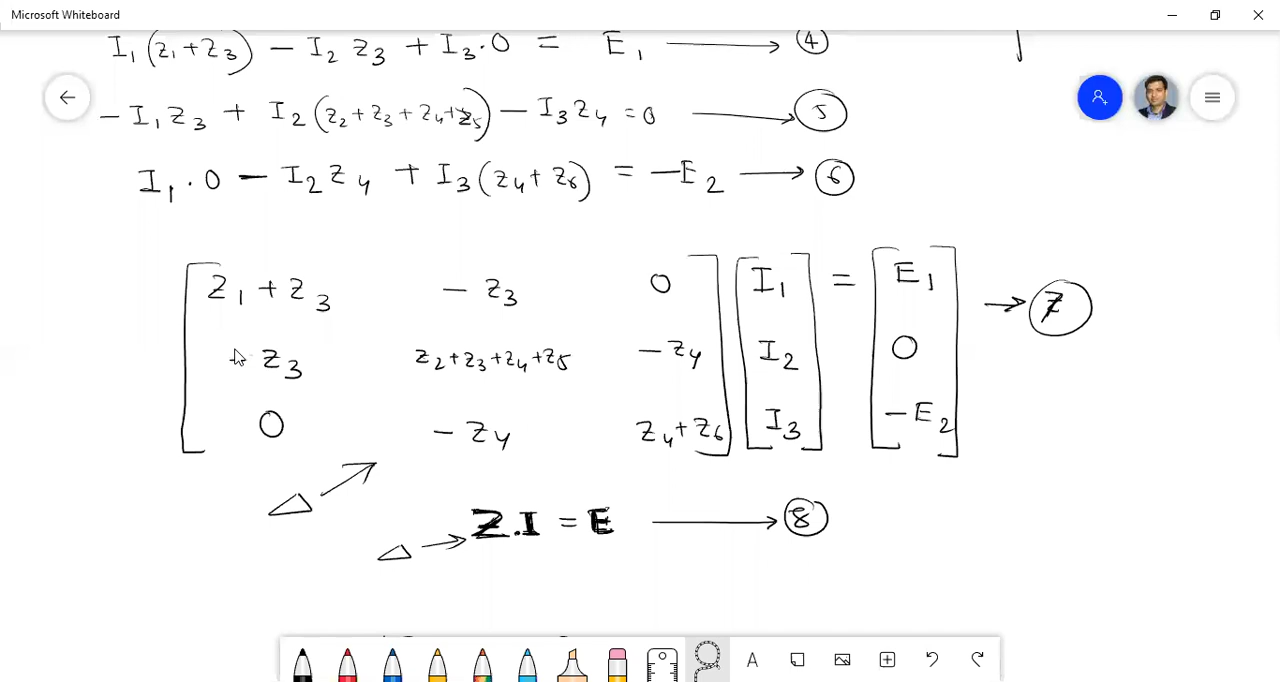 Microsoft Whiteboard
I₁(Z₁+Z₃) − I₂ Z₃ + I₃·0 = E₁ ⟶ ④
− I₁Z₃ + I₂(Z₂+Z₃+Z₄+Z₅) − I₃Z₄ = 0 ⟶ ⑤
I₁·0 − I₂Z₄ + I₃(Z₄+Z₆) = −E₂ ⟶ ⑥
[ Z₁+Z₃ −Z₃ 0 ] [ I₁ ] = [ E₁ ] → ⑦
[ Z₃ Z₂+Z₃+Z₄+Z₅ −Z₄ ] [ I₂ ] [ 0 ]
[ 0 −Z₄ Z₄+Z₆ ] [ I₃ ] [ −E₂ ]
△ →
Z.I = E ⟶ ⑧
△ →
A